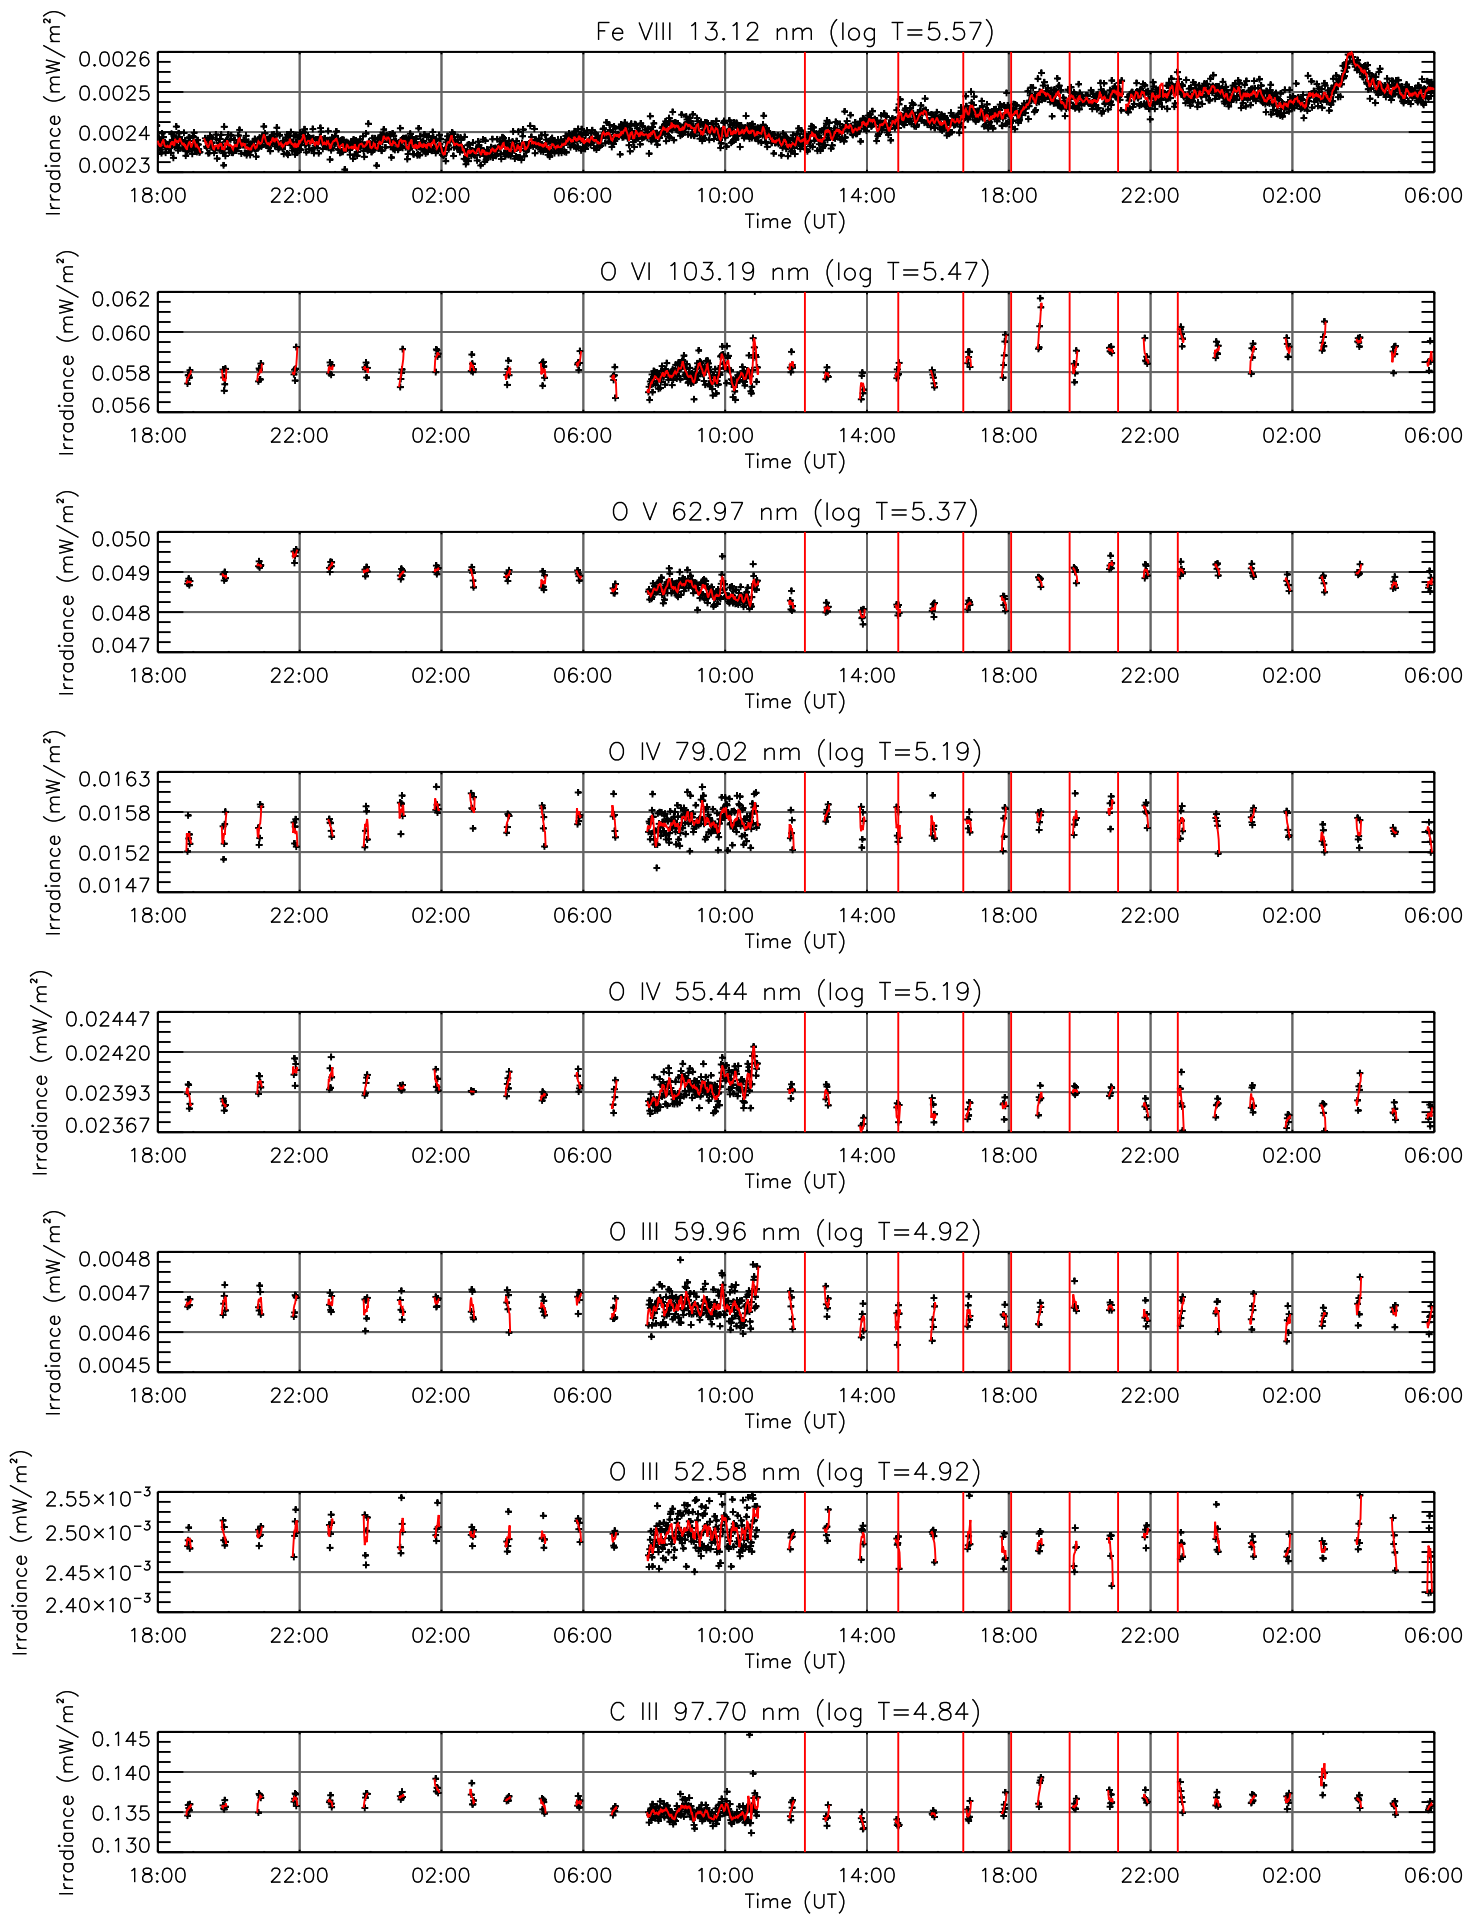 Fe VIII 13.12 nm (log T=5.57)
Irradiance (mW/m²)
0.0026
0.0025
0.0024
0.0023
18:00 22:00 02:00 06:00 10:00 14:00 18:00 22:00 02:00 06:00
Time (UT)
O VI 103.19 nm (log T=5.47)
Irradiance (mW/m²)
0.062
0.060
0.058
0.056
18:00 22:00 02:00 06:00 10:00 14:00 18:00 22:00 02:00 06:00
Time (UT)
O V 62.97 nm (log T=5.37)
Irradiance (mW/m²)
0.050
0.049
0.048
0.047
18:00 22:00 02:00 06:00 10:00 14:00 18:00 22:00 02:00 06:00
Time (UT)
O IV 79.02 nm (log T=5.19)
Irradiance (mW/m²)
0.0163
0.0158
0.0152
0.0147
18:00 22:00 02:00 06:00 10:00 14:00 18:00 22:00 02:00 06:00
Time (UT)
O IV 55.44 nm (log T=5.19)
Irradiance (mW/m²)
0.02447
0.02420
0.02393
0.02367
18:00 22:00 02:00 06:00 10:00 14:00 18:00 22:00 02:00 06:00
Time (UT)
O III 59.96 nm (log T=4.92)
Irradiance (mW/m²)
0.0048
0.0047
0.0046
0.0045
18:00 22:00 02:00 06:00 10:00 14:00 18:00 22:00 02:00 06:00
Time (UT)
O III 52.58 nm (log T=4.92)
Irradiance (mW/m²)
2.55×10⁻³
2.50×10⁻³
2.45×10⁻³
2.40×10⁻³
18:00 22:00 02:00 06:00 10:00 14:00 18:00 22:00 02:00 06:00
Time (UT)
C III 97.70 nm (log T=4.84)
Irradiance (mW/m²)
0.145
0.140
0.135
0.130
18:00 22:00 02:00 06:00 10:00 14:00 18:00 22:00 02:00 06:00
Time (UT)